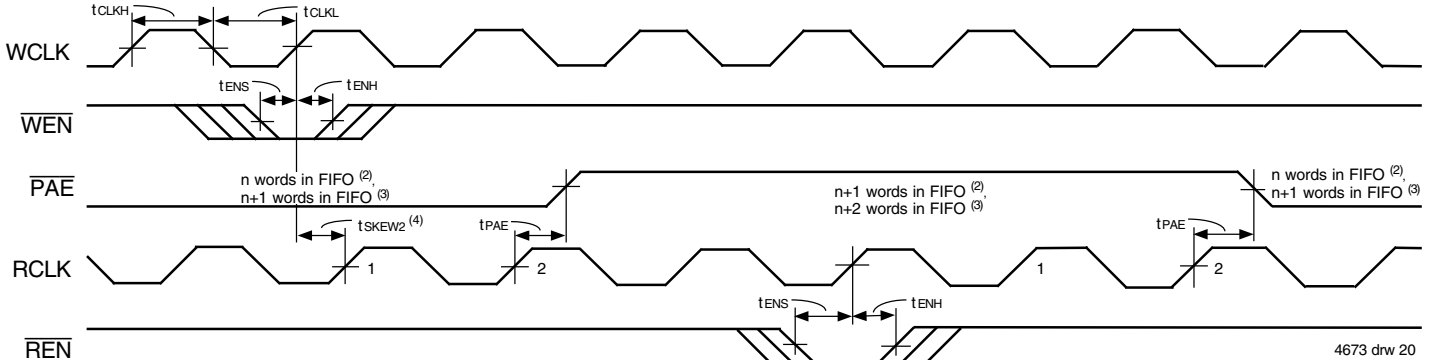 tCLKH tCLKL
WCLK
tENS tENH
WEN
PAE
n words in FIFO (2),
n+1 words in FIFO (3)
n+1 words in FIFO (2),
n+2 words in FIFO (3)
n words in FIFO (2),
n+1 words in FIFO (3)
tSKEW2 (4) tPAE tPAE
RCLK 1 2 1 2
tENS tENH
REN
4673 drw 20